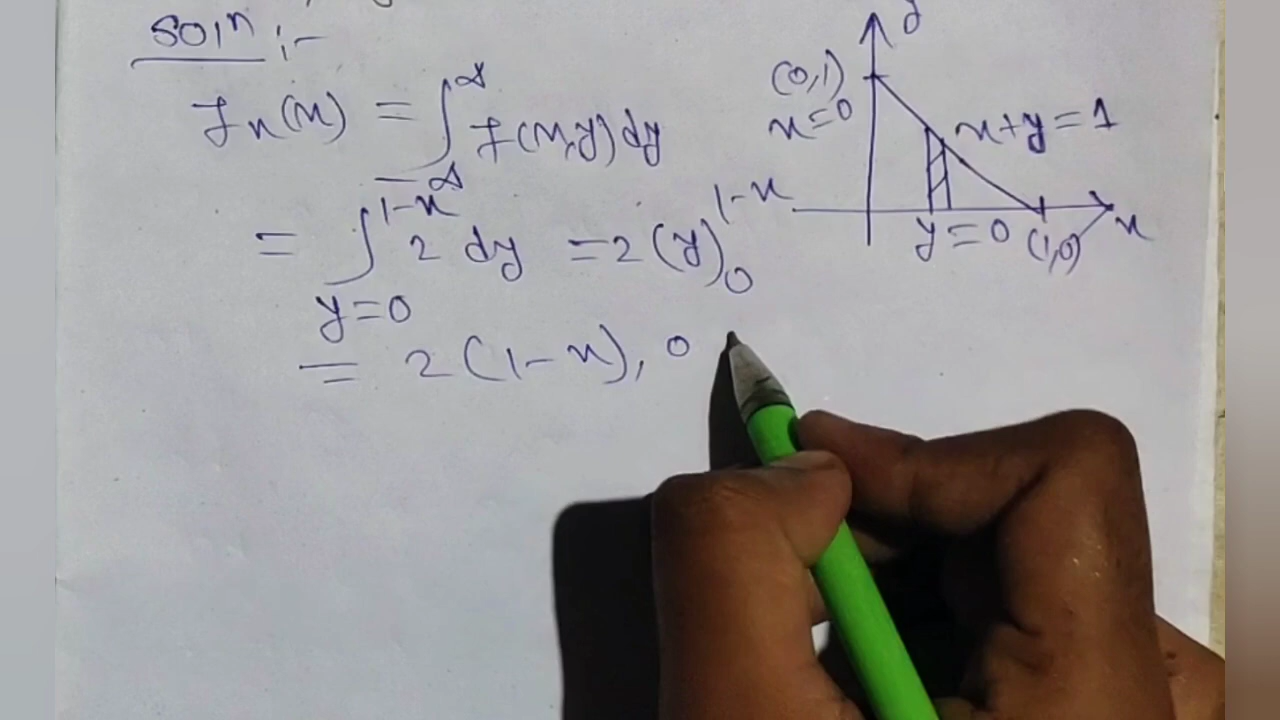 Soln :-
fx(x) = ∫_{-∞}^{∞} f(x,y) dy
= ∫_{y=0}^{1-x} 2 dy = 2 (y)_0^{1-x}
= 2 (1-x), 0
y
(0,1)
x=0
x+y=1
y=0 (1,0) x